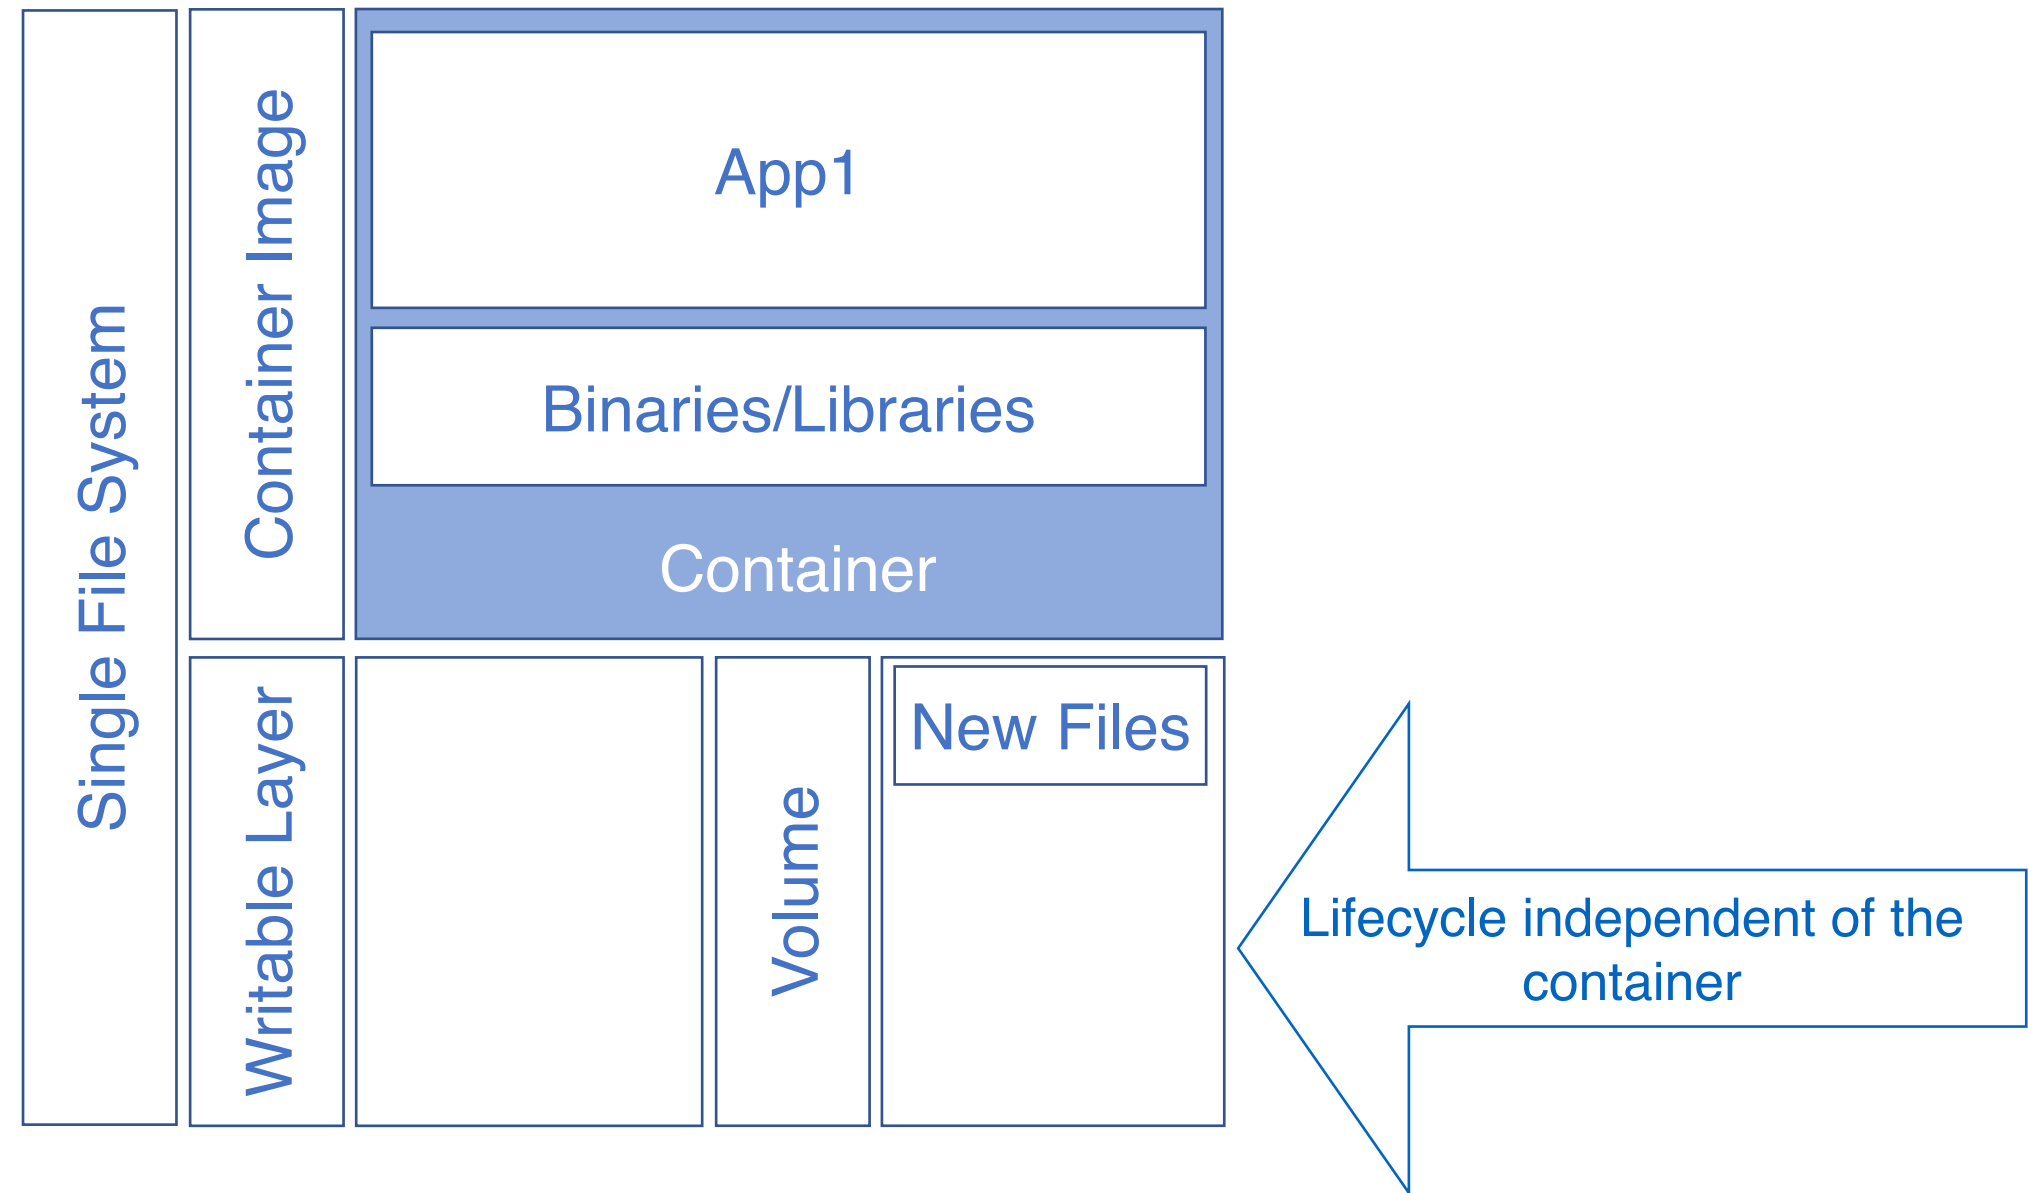 Single File System
Container Image
App1
Binaries/Libraries
Container
Writable Layer
Volume
New Files
Lifecycle independent of the
container